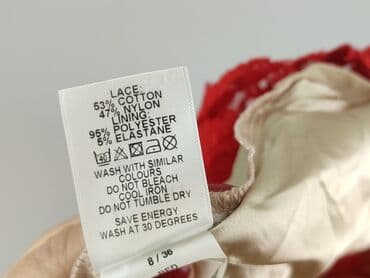 LACE:
53% COTTON
47% NYLON
LINING:
95% POLYESTER
5% ELASTANE
WASH WITH SIMILAR
COLOURS
DO NOT BLEACH
COOL IRON
DO NOT TUMBLE DRY
SAVE ENERGY
WASH AT 30 DEGREES
8 / 36
RED